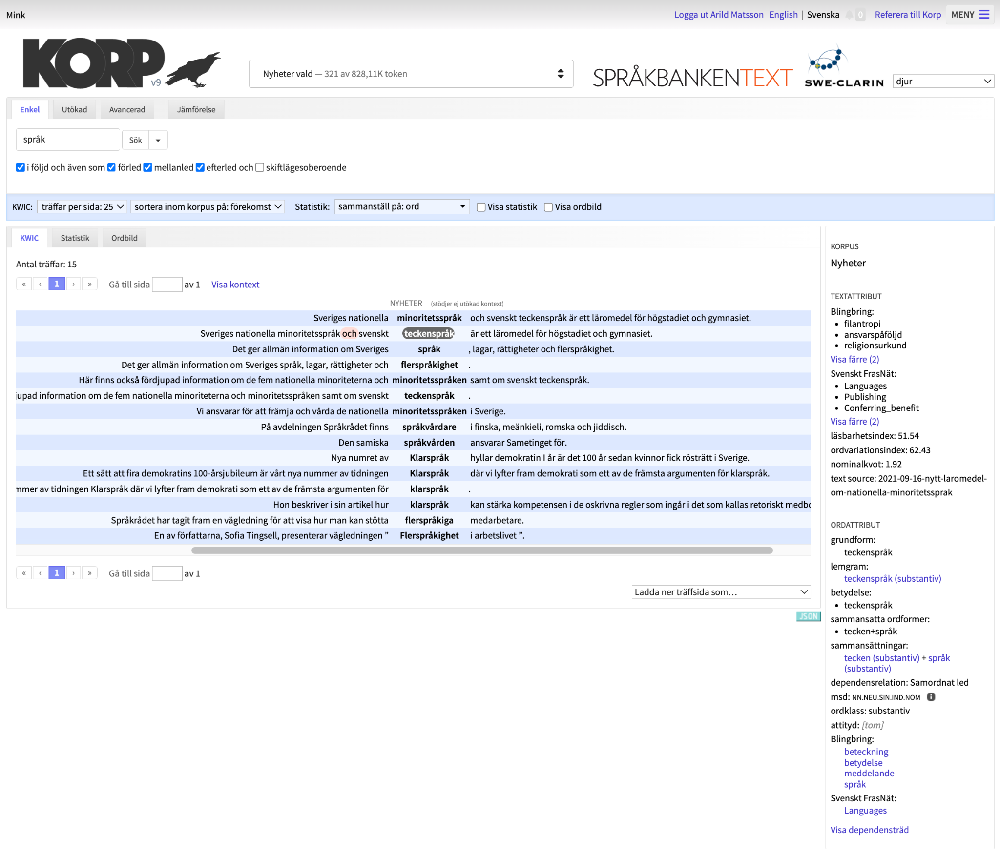 Mink
Logga ut Arild Matsson English | Svenska 0 Referera till Korp MENY
KORP v9
Nyheter vald — 321 av 828,11K token
SPRÅKBANKENTEXT
SWE-CLARIN
djur
Enkel Utökad Avancerad Jämförelse
språk Sök
i följd och även som förled mellanled efterled och skiftlägesoberoende
KWIC: träffar per sida: 25 sortera inom korpus på: förekomst Statistik: sammanställ på: ord Visa statistik Visa ordbild
KWIC Statistik Ordbild
Antal träffar: 15
« ‹ 1 › » Gå till sida av 1 Visa kontext
NYHETER (stödjer ej utökad kontext)
Sveriges nationella minoritetsspråk och svenskt teckenspråk är ett läromedel för högstadiet och gymnasiet.
Sveriges nationella minoritetsspråk och svenskt teckenspråk är ett läromedel för högstadiet och gymnasiet.
Det ger allmän information om Sveriges språk , lagar, rättigheter och flerspråkighet.
Det ger allmän information om Sveriges språk, lagar, rättigheter och flerspråkighet .
Här finns också fördjupad information om de fem nationella minoriteterna och minoritetsspråken samt om svenskt teckenspråk.
jupad information om de fem nationella minoriteterna och minoritetsspråken samt om svenskt teckenspråk .
Vi ansvarar för att främja och vårda de nationella minoritetsspråken i Sverige.
På avdelningen Språkrådet finns språkvårdare i finska, meänkieli, romska och jiddisch.
Den samiska språkvården ansvarar Sametinget för.
Nya numret av Klarspråk hyllar demokratin I år är det 100 år sedan kvinnor fick rösträtt i Sverige.
Ett sätt att fira demokratins 100-årsjubileum är vårt nya nummer av tidningen Klarspråk där vi lyfter fram demokrati som ett av de främsta argumenten för klarspråk.
mmer av tidningen Klarspråk där vi lyfter fram demokrati som ett av de främsta argumenten för klarspråk .
Hon beskriver i sin artikel hur klarspråk kan stärka kompetensen i de oskrivna regler som ingår i det som kallas retoriskt medbo
Språkrådet har tagit fram en vägledning för att visa hur man kan stötta flerspråkiga medarbetare.
En av författarna, Sofia Tingsell, presenterar vägledningen ” Flerspråkighet i arbetslivet ”.
« ‹ 1 › » Gå till sida av 1
Ladda ner träffsida som…
JSON
KORPUS
Nyheter
TEXTATTRIBUT
Blingbring:
• filantropi
• ansvarspåföljd
• religionsurkund
Visa färre (2)
Svenskt FrasNät:
• Languages
• Publishing
• Conferring_benefit
Visa färre (2)
läsbarhetsindex: 51.54
ordvariationsindex: 62.43
nominalkvot: 1.92
text source: 2021-09-16-nytt-laromedel-
om-nationella-minoritetssprak
ORDATTRIBUT
grundform:
teckenspråk
lemgram:
teckenspråk (substantiv)
betydelse:
• teckenspråk
sammansatta ordformer:
• tecken+språk
sammansättningar:
tecken (substantiv) + språk
(substantiv)
dependensrelation: Samordnat led
msd: NN.NEU.SIN.IND.NOM i
ordklass: substantiv
attityd: [tom]
Blingbring:
beteckning
betydelse
meddelande
språk
Svenskt FrasNät:
Languages
Visa dependensträd